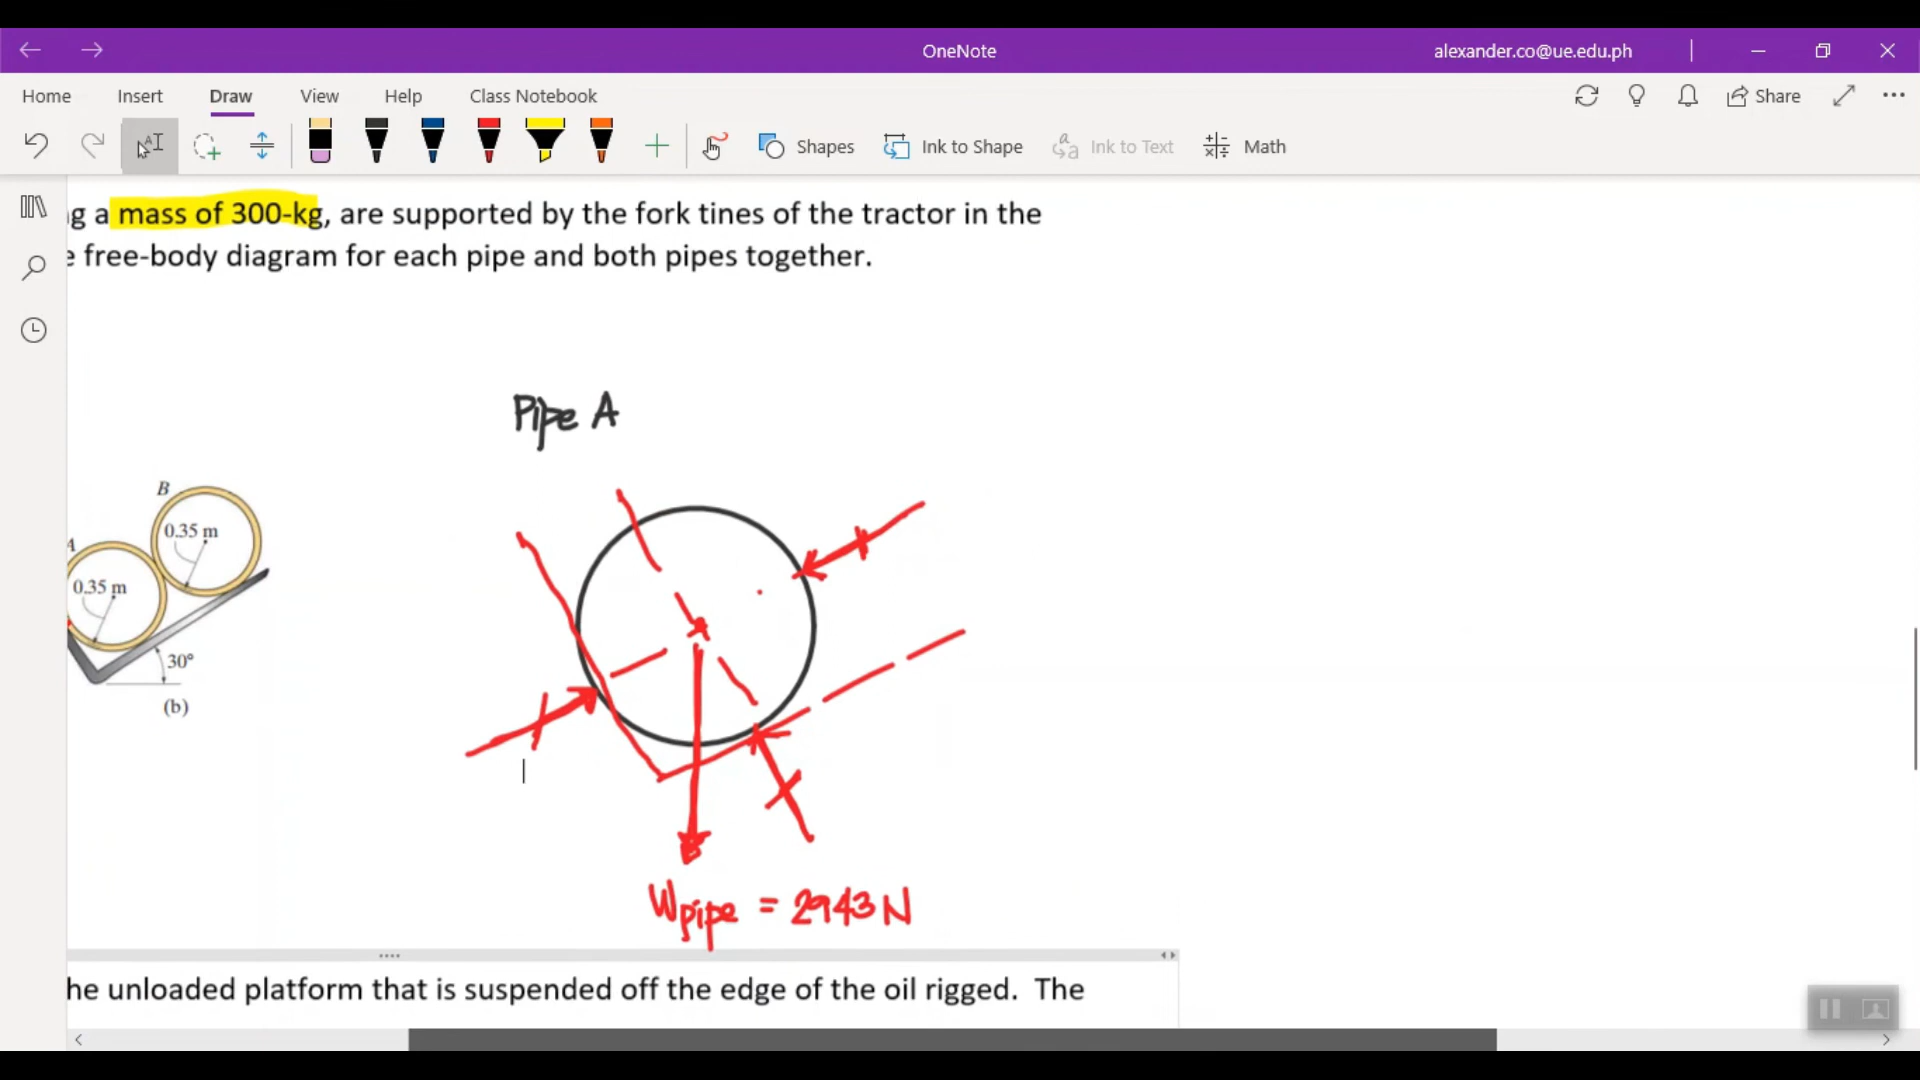 OneNote
alexander.co@ue.edu.ph
Home Insert Draw View Help Class Notebook
Share
Shapes Ink to Shape Ink to Text Math
g a mass of 300-kg, are supported by the fork tines of the tractor in the
e free-body diagram for each pipe and both pipes together.
Pipe A
B
0.35 m
A
0.35 m
30°
(b)
Wpipe = 2943 N
he unloaded platform that is suspended off the edge of the oil rigged. The